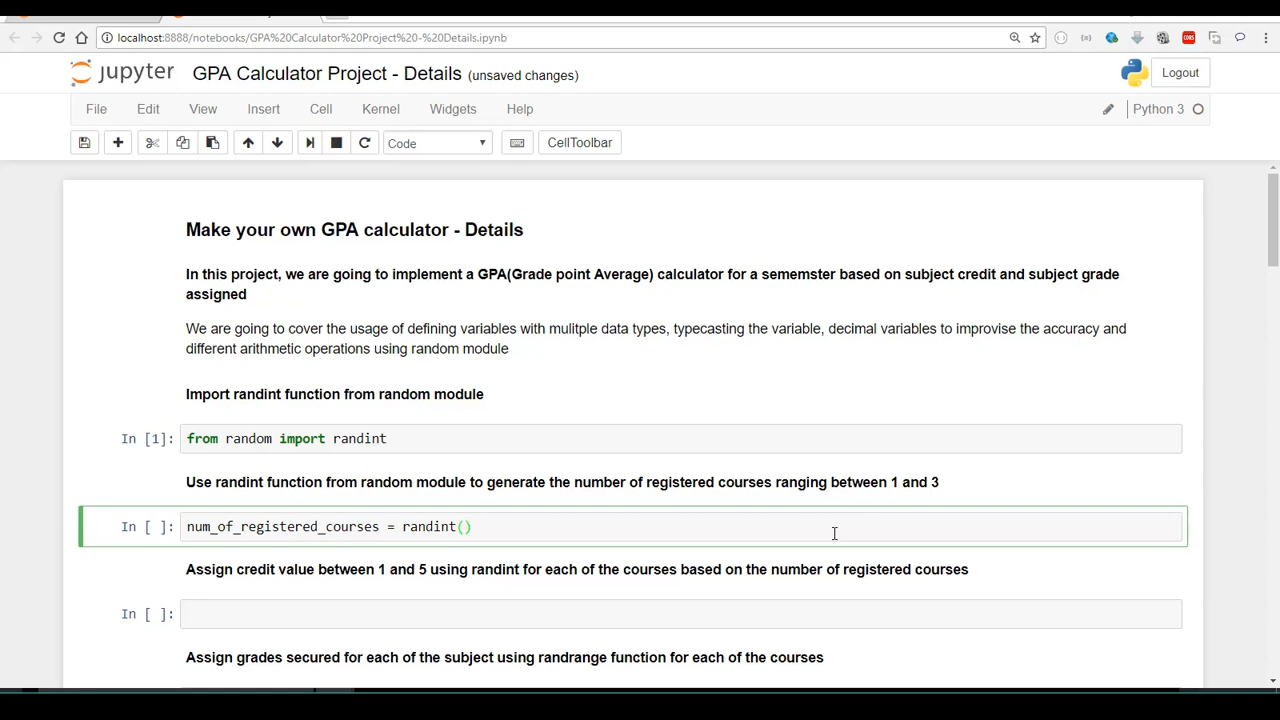 localhost:8888/notebooks/GPA%20Calculator%20Project%20-%20Details.ipynb
jupyter GPA Calculator Project - Details (unsaved changes) Logout
File Edit View Insert Cell Kernel Widgets Help Python 3
Code CellToolbar
Make your own GPA calculator - Details
In this project, we are going to implement a GPA(Grade point Average) calculator for a sememster based on subject credit and subject grade
assigned
We are going to cover the usage of defining variables with mulitple data types, typecasting the variable, decimal variables to improvise the accuracy and
different arithmetic operations using random module
Import randint function from random module
In [1]: from random import randint
Use randint function from random module to generate the number of registered courses ranging between 1 and 3
In [ ]: num_of_registered_courses = randint()
Assign credit value between 1 and 5 using randint for each of the courses based on the number of registered courses
In [ ]:
Assign grades secured for each of the subject using randrange function for each of the courses